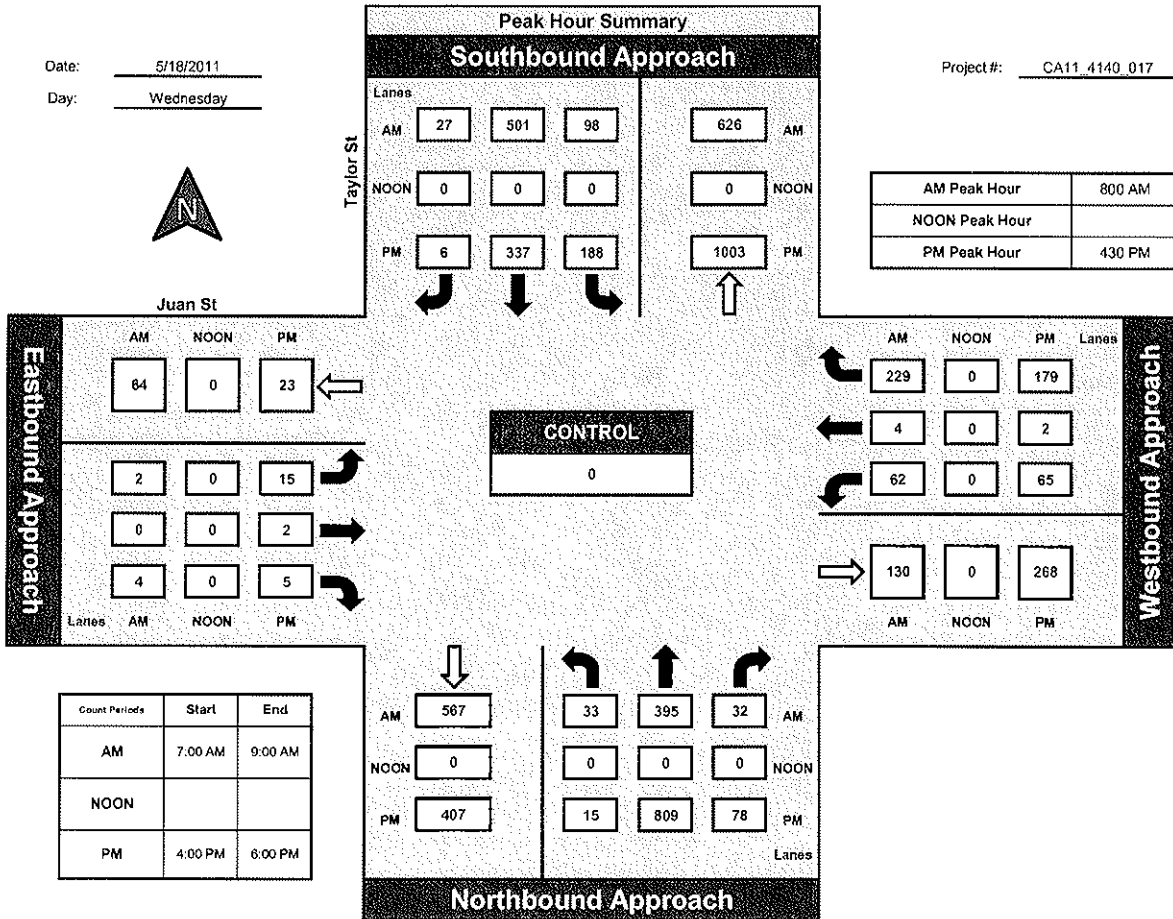 Peak Hour Summary
Southbound Approach
Date: 5/18/2011
Day: Wednesday
Project #: CA11_4140_017
N
Taylor St
Lanes
AM 27 501 98 626 AM
NOON 0 0 0 0 NOON
PM 6 337 188 1003 PM
AM Peak Hour 800 AM
NOON Peak Hour
PM Peak Hour 430 PM
Juan St
Eastbound Approach
AM NOON PM
64 0 23
2 0 15
0 0 2
4 0 5
Lanes AM NOON PM
CONTROL
0
AM NOON PM Lanes
229 0 179
4 0 2
62 0 65
130 0 268
AM NOON PM
Westbound Approach
Count Periods Start End
AM 7:00 AM 9:00 AM
NOON
PM 4:00 PM 6:00 PM
AM 567 33 395 32 AM
NOON 0 0 0 0 NOON
PM 407 15 809 78 PM
Lanes
Northbound Approach